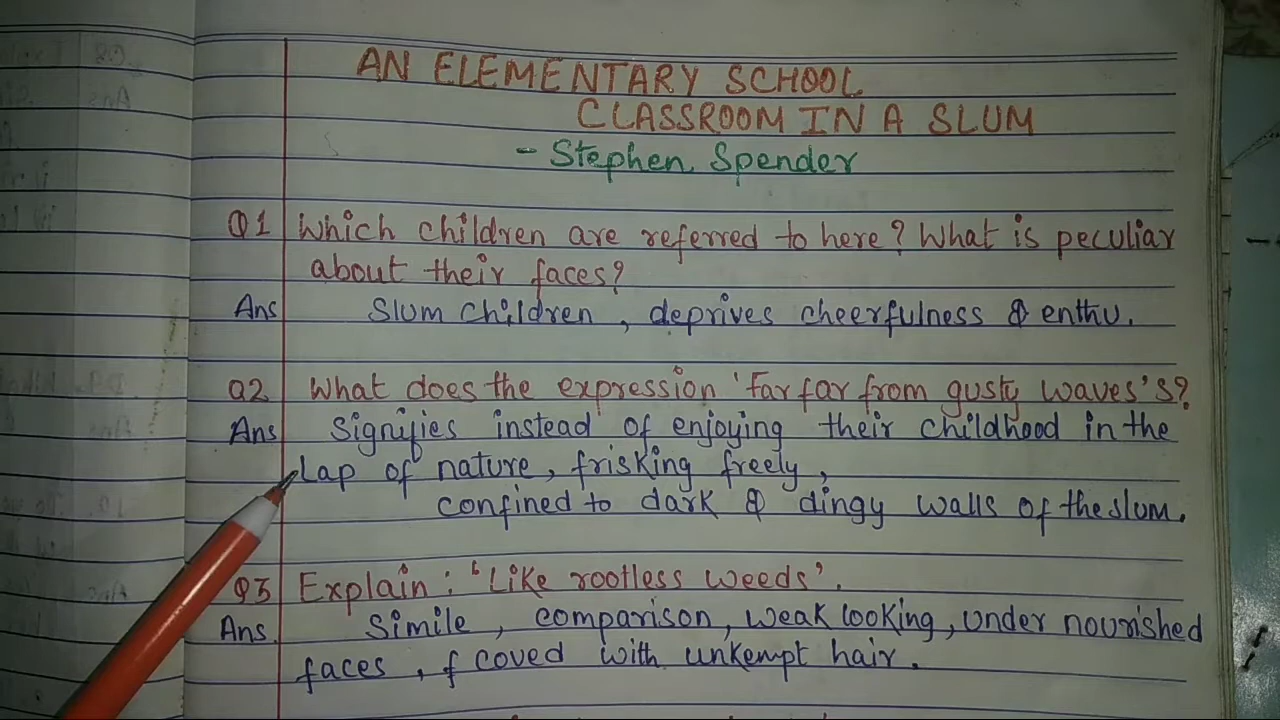 AN ELEMENTARY SCHOOL
CLASSROOM IN A SLUM
- Stephen Spender
Q1 Which children are referred to here? What is peculiar
about their faces?
Ans Slum children, deprives cheerfulness & enthu.
Q2 What does the expression 'Far far from gusty waves's?
Ans Signifies instead of enjoying their childhood in the
Lap of nature, frisking freely,
confined to dark & dingy walls of the slum.
Q3 Explain: 'Like rootless weeds'.
Ans Simile, comparison, weak looking, under nourished
faces, f coved with unkempt hair.